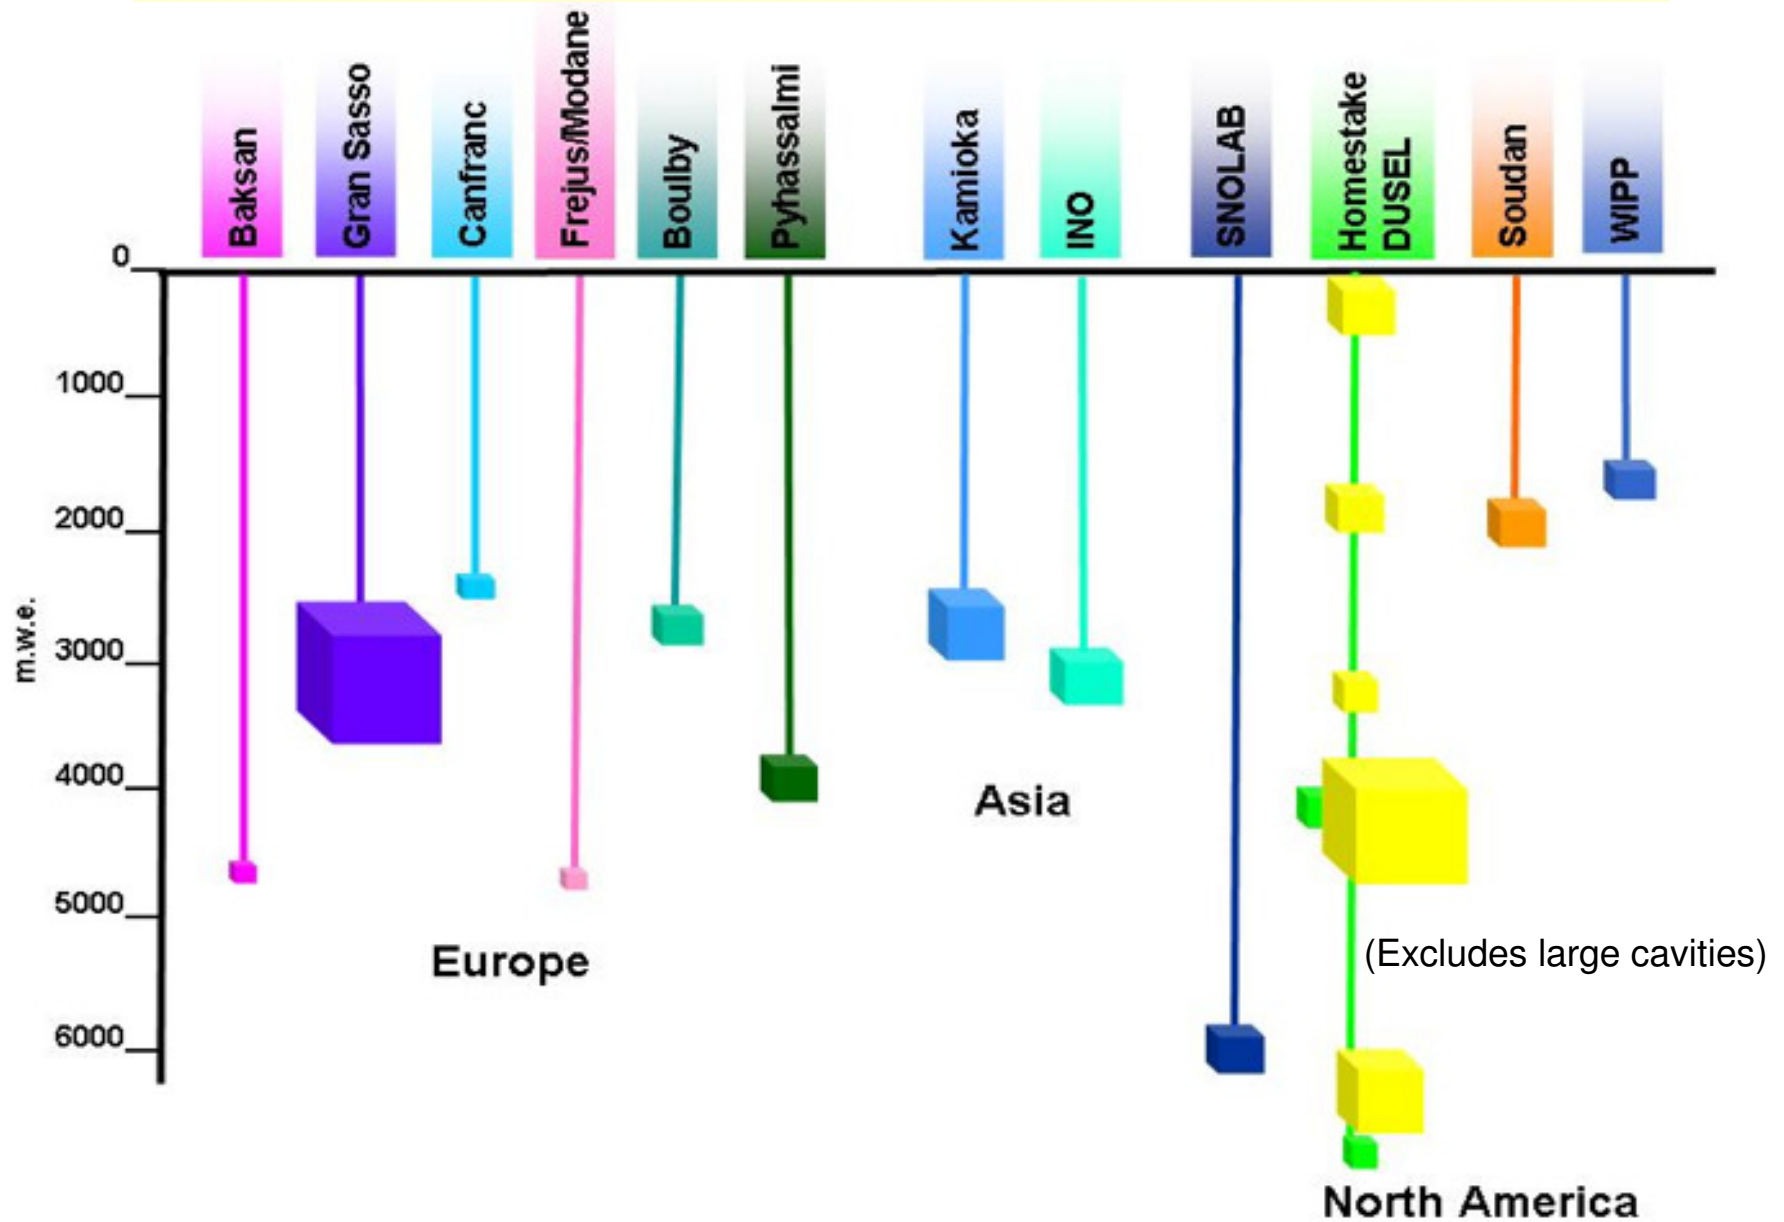 Baksan
Gran Sasso
Canfranc
Frejus/Modane
Boulby
Pyhassalmi
Kamioka
INO
SNOLAB
Homestake
DUSEL
Soudan
WIPP
0
1000
2000
3000
4000
5000
6000
m.w.e.
Asia
Europe
(Excludes large cavities)
North America